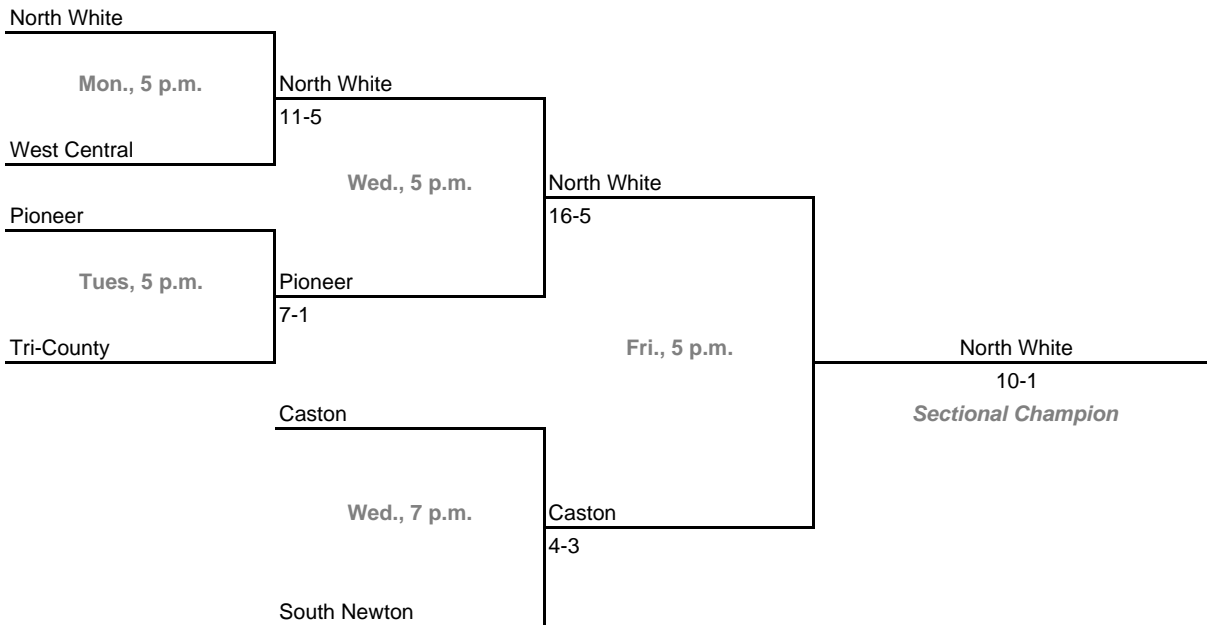 North White
Mon., 5 p.m.
North White
11-5
West Central
Wed., 5 p.m.
North White
Pioneer
16-5
Tues, 5 p.m.
Pioneer
7-1
Tri-County
Fri., 5 p.m.
North White
10-1
Caston
Sectional Champion
Wed., 7 p.m.
Caston
4-3
South Newton